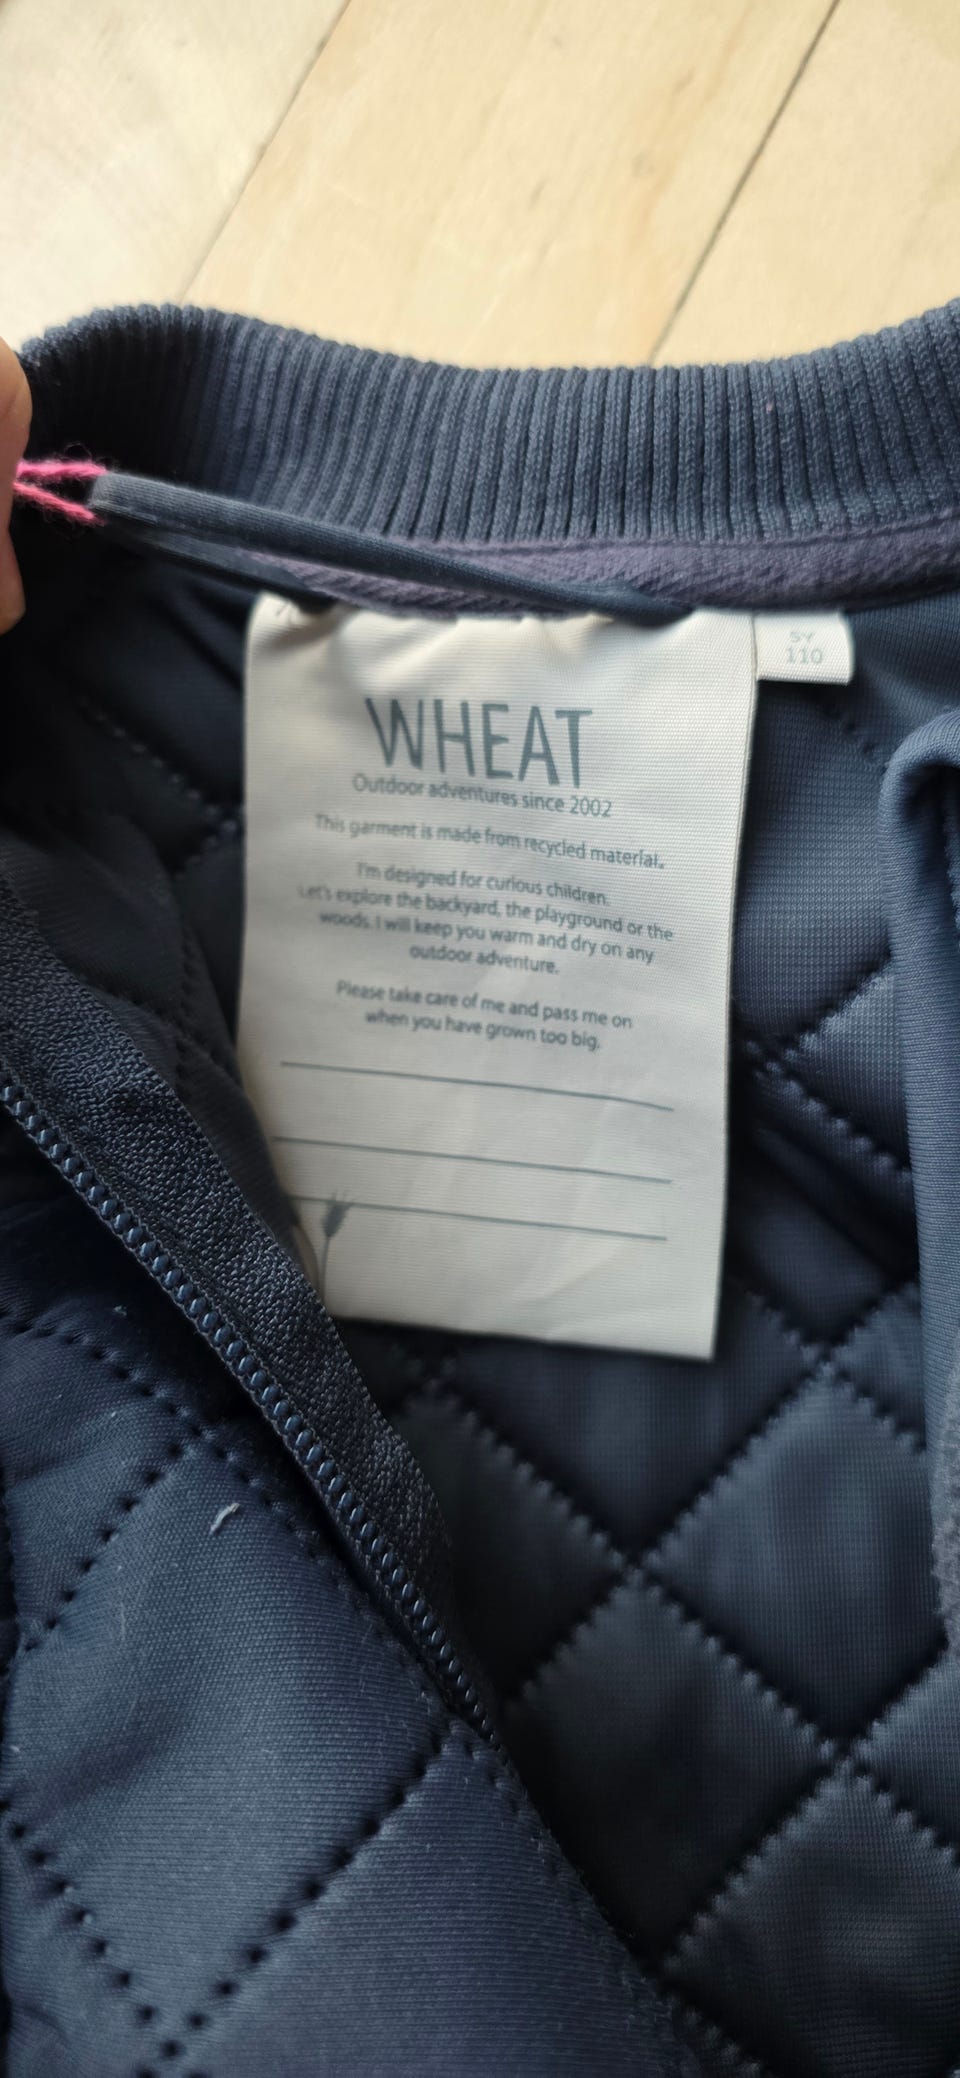 WHEAT
Outdoor adventures since 2002
This garment is made from recycled material.
I'm designed for curious children.
Let's explore the backyard, the playground or the
woods. I will keep you warm and dry on any
outdoor adventure.
Please take care of me and pass me on
when you have grown too big.
5Y
110